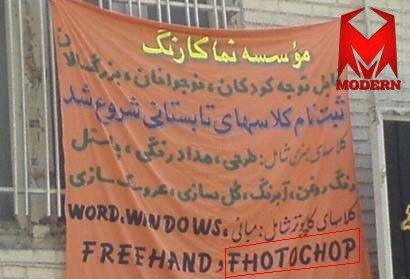 MODERN
مؤسسه نماکارنگ
قابل توجه کودکان، نوجوانان، بزرگسالان
ثبت نام کلاسهای تابستانی شروع شد
کلاسهای هنری شامل: طراحی، مداد رنگی، پاستل
رنگ روغن، آبرنگ، گل سازی، عروسک سازی
کلاسهای کامپیوتر شامل: مبانی، WORD، WINDOWS
FREEHAND و FHOTOCHOP